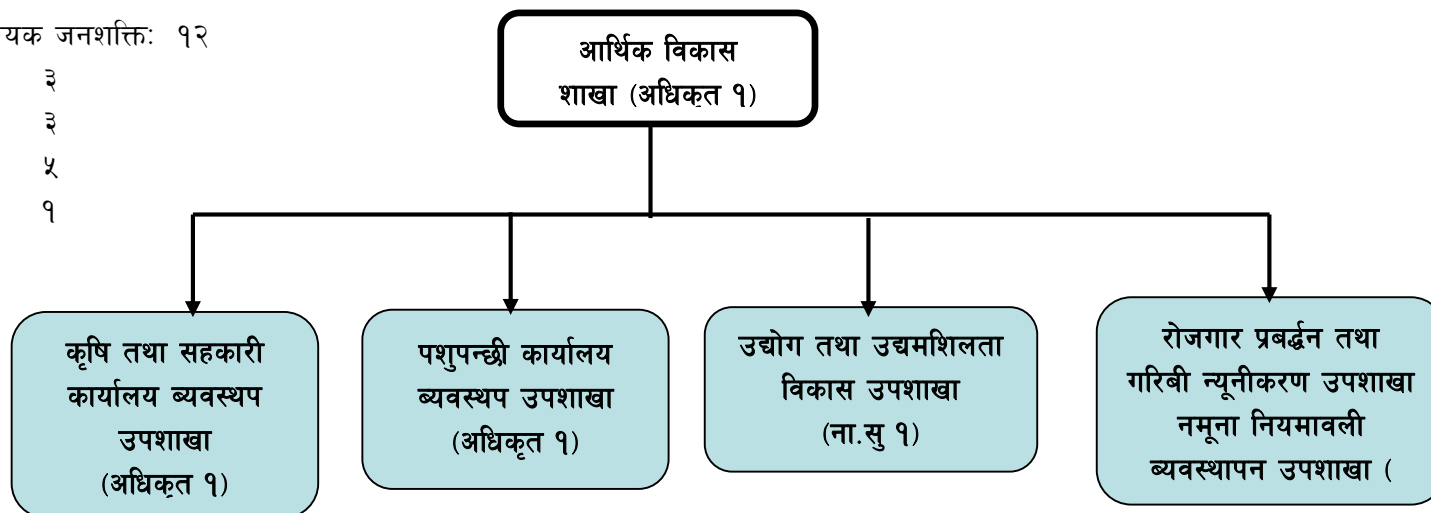 जनशक्ति: १२
३
३
५
१
आर्थिक विकास
शाखा (अधिकृत १)
कृषि तथा सहकारी
कार्यालय ब्यवस्थप
उपशाखा
(अधिकृत १)
पशुपन्छी कार्यालय
ब्यवस्थप उपशाखा
(अधिकृत १)
उद्योग तथा उद्यमशिलता
विकास उपशाखा
(ना.सु १)
रोजगार प्रबर्द्धन तथा
गरिबी न्यूनीकरण उपशाखा
नमूना नियमावली
ब्यवस्थापन उपशाखा (